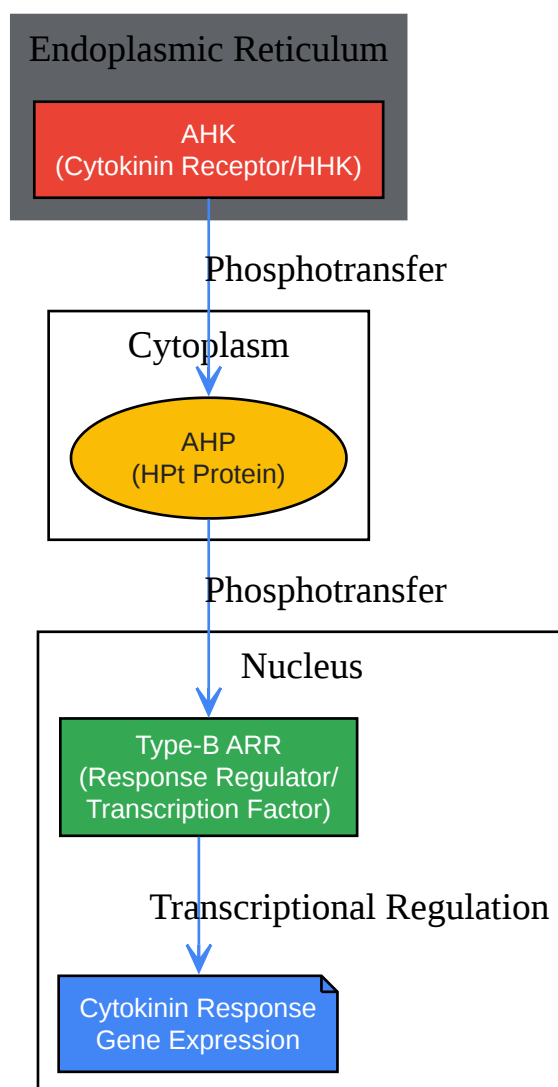 Endoplasmic Reticulum
AHK
(Cytokinin Receptor/HHK)
Phosphotransfer
Cytoplasm
AHP
(HPt Protein)
Phosphotransfer
Nucleus
Type-B ARR
(Response Regulator/
Transcription Factor)
Transcriptional Regulation
Cytokinin Response
Gene Expression